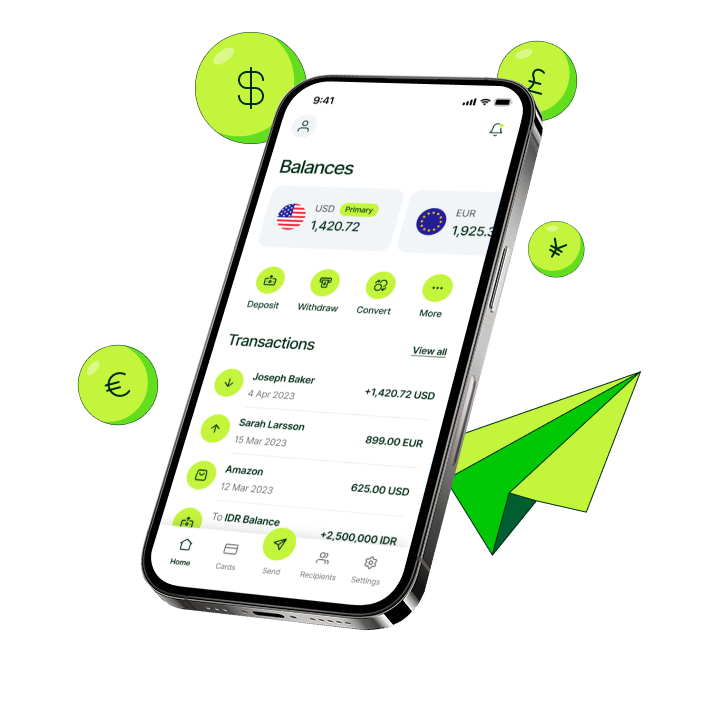 $
£
9:41
Balances
USD Primary
1,420.72
EUR
1,925.3
¥
Deposit Withdraw Convert More
Transactions View all
Joseph Baker
4 Apr 2023
+1,420.72 USD
€
Sarah Larsson
15 Mar 2023
899.00 EUR
Amazon
12 Mar 2023
625.00 USD
To IDR Balance
+2,500,000 IDR
Home Cards Send Recipients Settings